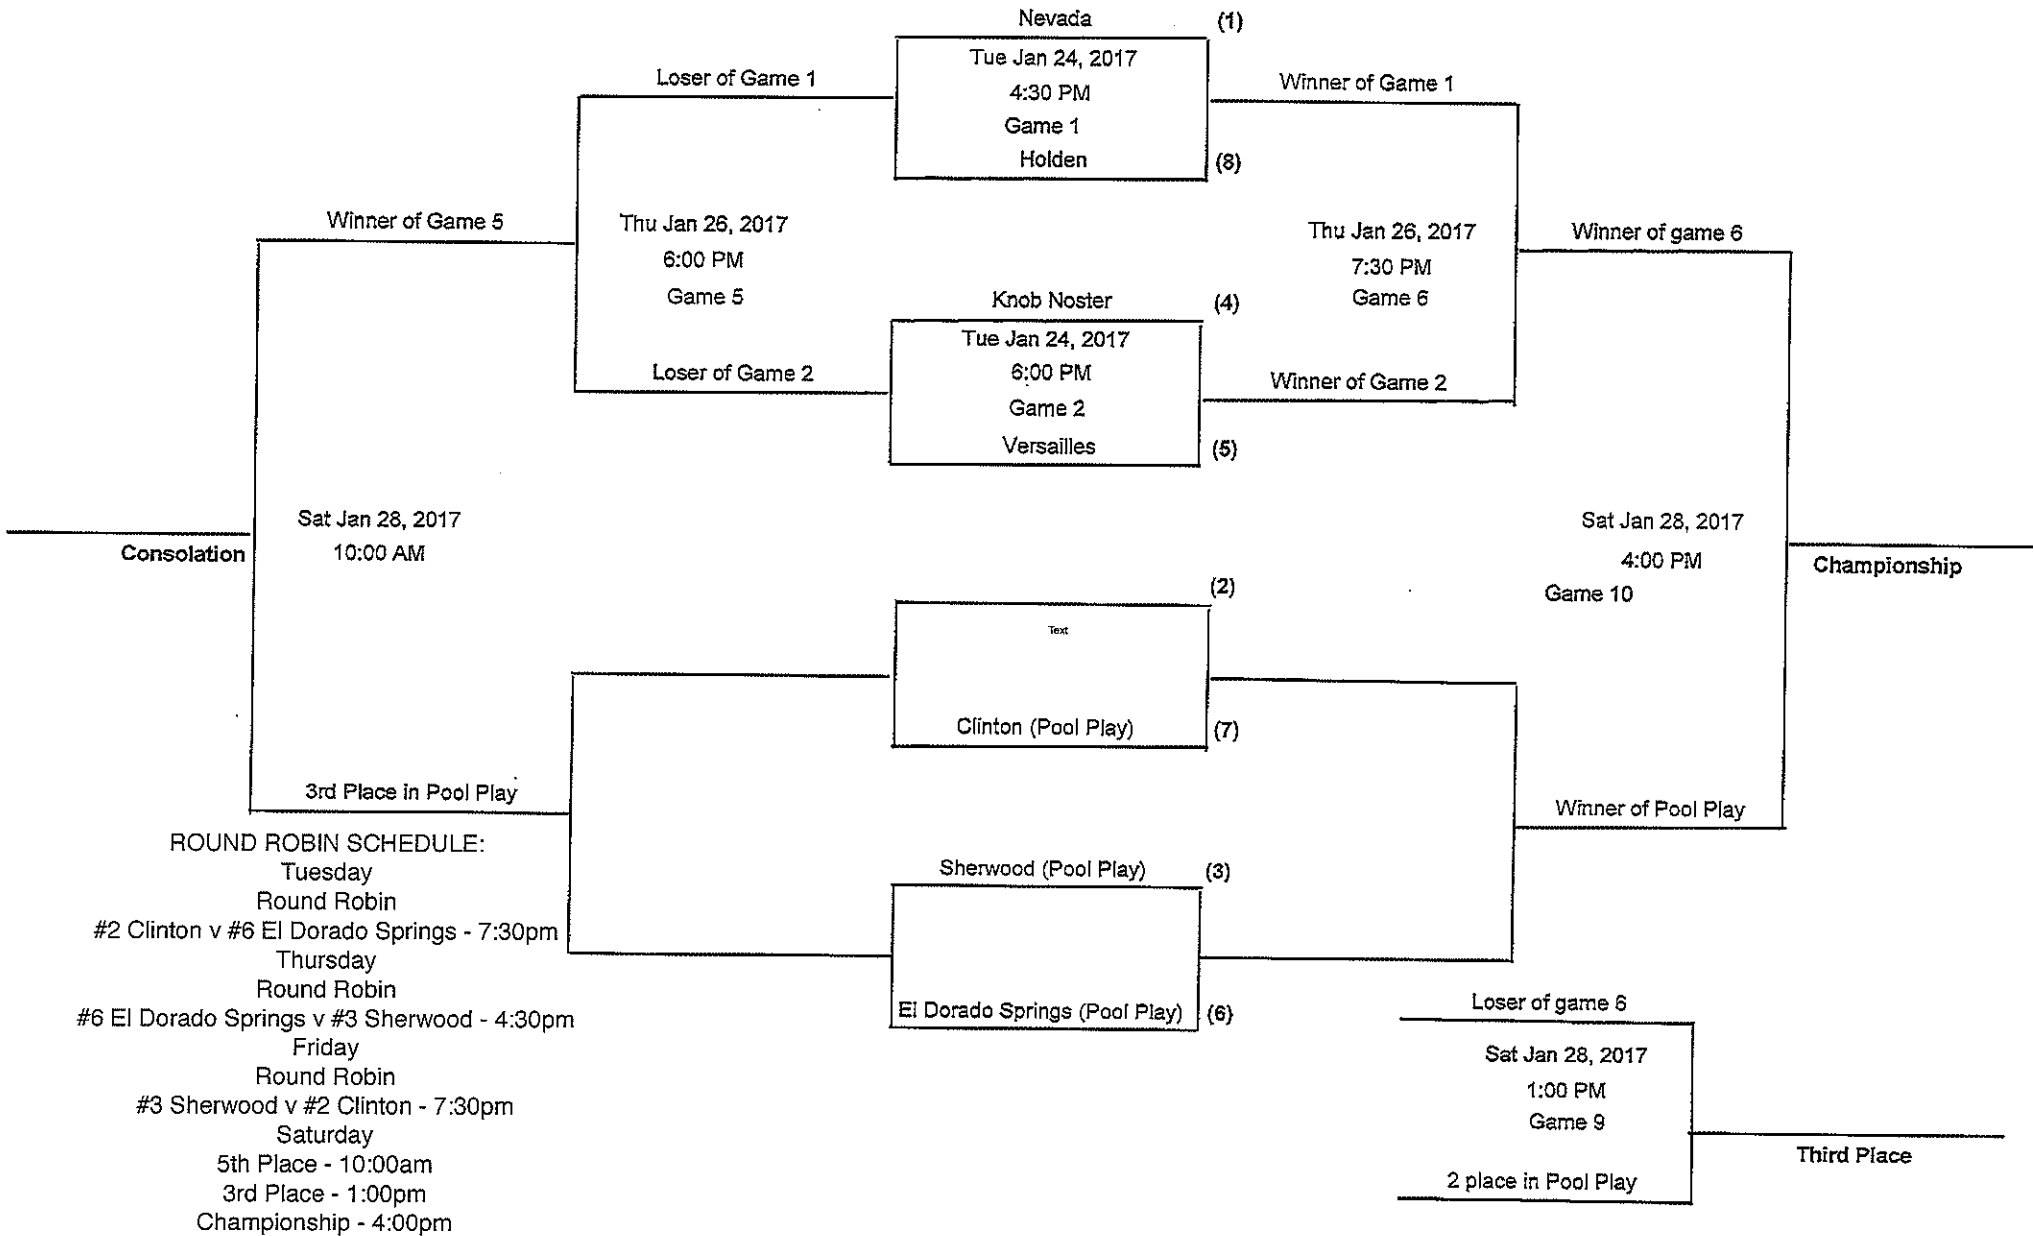 Nevada
(1)
Tue Jan 24, 2017
4:30 PM
Game 1
Holden
(8)
Loser of Game 1
Winner of Game 1
Winner of Game 5
Thu Jan 26, 2017
6:00 PM
Game 5
Thu Jan 26, 2017
7:30 PM
Game 6
Winner of game 6
Knob Noster
(4)
Tue Jan 24, 2017
6:00 PM
Game 2
Versailles
(5)
Loser of Game 2
Winner of Game 2
Sat Jan 28, 2017
10:00 AM
Consolation
Sat Jan 28, 2017
4:00 PM
Game 10
Championship
(2)
Text
Clinton (Pool Play)
(7)
3rd Place in Pool Play
Winner of Pool Play
Sherwood (Pool Play)
(3)
El Dorado Springs (Pool Play)
(6)
ROUND ROBIN SCHEDULE:
Tuesday
Round Robin
#2 Clinton v #6 El Dorado Springs - 7:30pm
Thursday
Round Robin
#6 El Dorado Springs v #3 Sherwood - 4:30pm
Friday
Round Robin
#3 Sherwood v #2 Clinton - 7:30pm
Saturday
5th Place - 10:00am
3rd Place - 1:00pm
Championship - 4:00pm
Loser of game 6
Sat Jan 28, 2017
1:00 PM
Game 9
2 place in Pool Play
Third Place